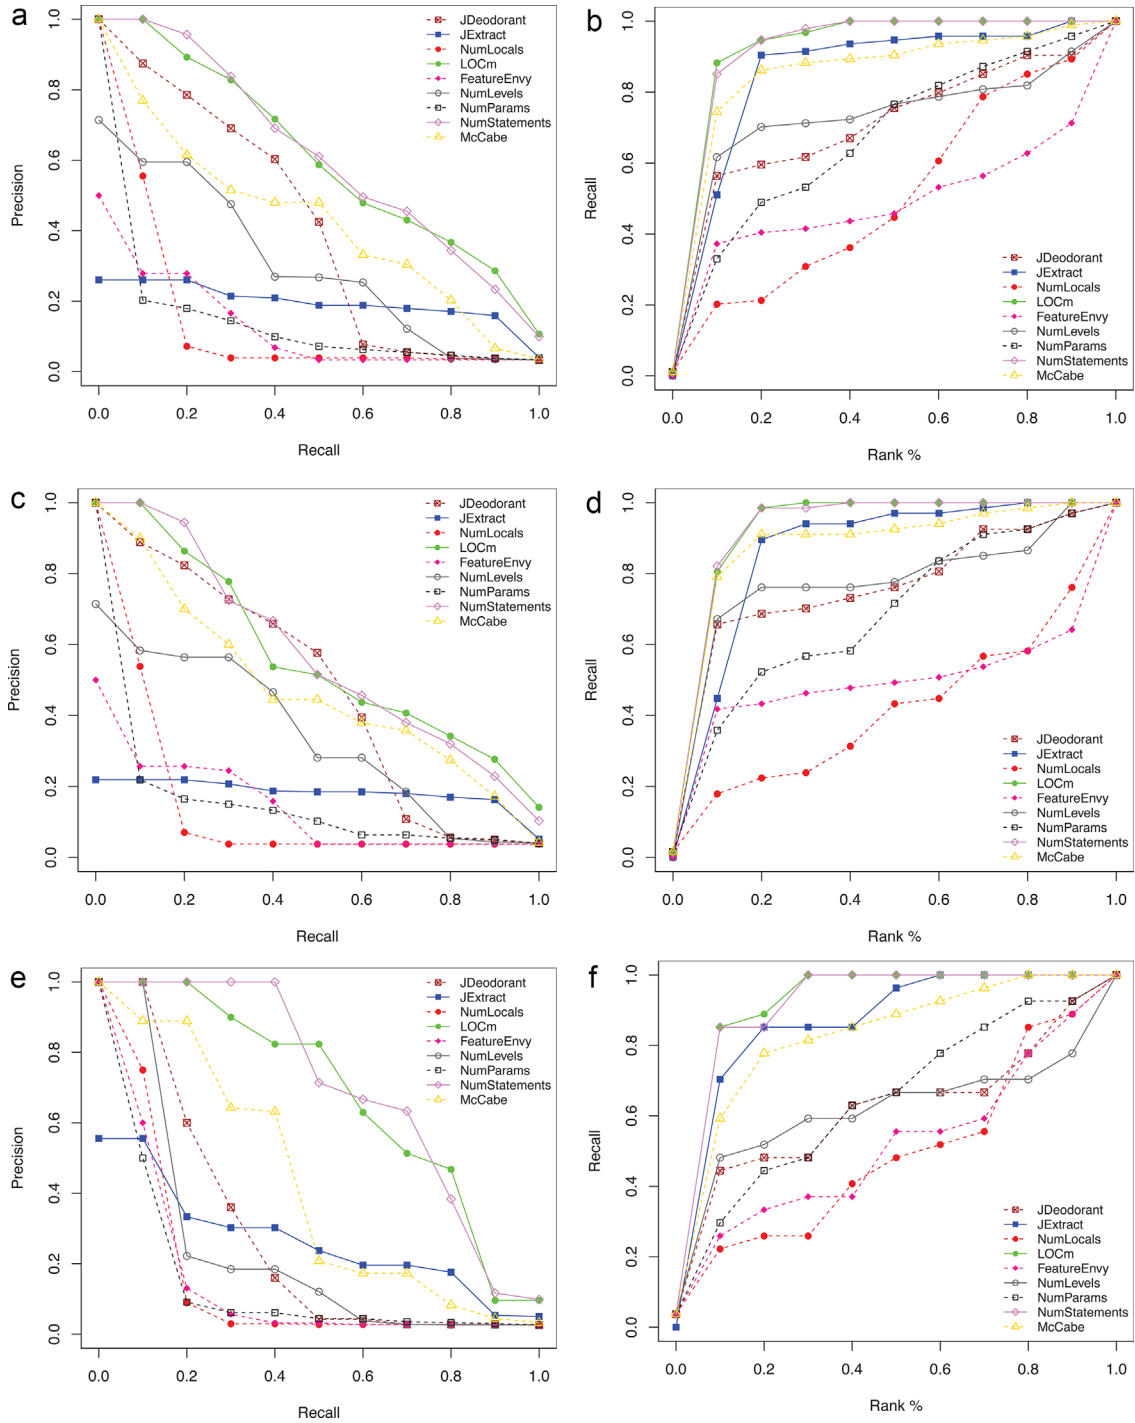 a
1.0
0.8
0.6
0.4
0.2
0.0
Precision
JDeodorant
JExtract
NumLocals
LOCm
FeatureEnvy
NumLevels
NumParams
NumStatements
McCabe
0.0 0.2 0.4 0.6 0.8 1.0
Recall
b
1.0
0.8
0.6
0.4
0.2
0.0
Recall
JDeodorant
JExtract
NumLocals
LOCm
FeatureEnvy
NumLevels
NumParams
NumStatements
McCabe
0.0 0.2 0.4 0.6 0.8 1.0
Rank %
c
1.0
0.8
0.6
0.4
0.2
0.0
Precision
JDeodorant
JExtract
NumLocals
LOCm
FeatureEnvy
NumLevels
NumParams
NumStatements
McCabe
0.0 0.2 0.4 0.6 0.8 1.0
Recall
d
1.0
0.8
0.6
0.4
0.2
0.0
Recall
JDeodorant
JExtract
NumLocals
LOCm
FeatureEnvy
NumLevels
NumParams
NumStatements
McCabe
0.0 0.2 0.4 0.6 0.8 1.0
Rank %
e
1.0
0.8
0.6
0.4
0.2
0.0
Precision
JDeodorant
JExtract
NumLocals
LOCm
FeatureEnvy
NumLevels
NumParams
NumStatements
McCabe
0.0 0.2 0.4 0.6 0.8 1.0
Recall
f
1.0
0.8
0.6
0.4
0.2
0.0
Recall
JDeodorant
JExtract
NumLocals
LOCm
FeatureEnvy
NumLevels
NumParams
NumStatements
McCabe
0.0 0.2 0.4 0.6 0.8 1.0
Rank %